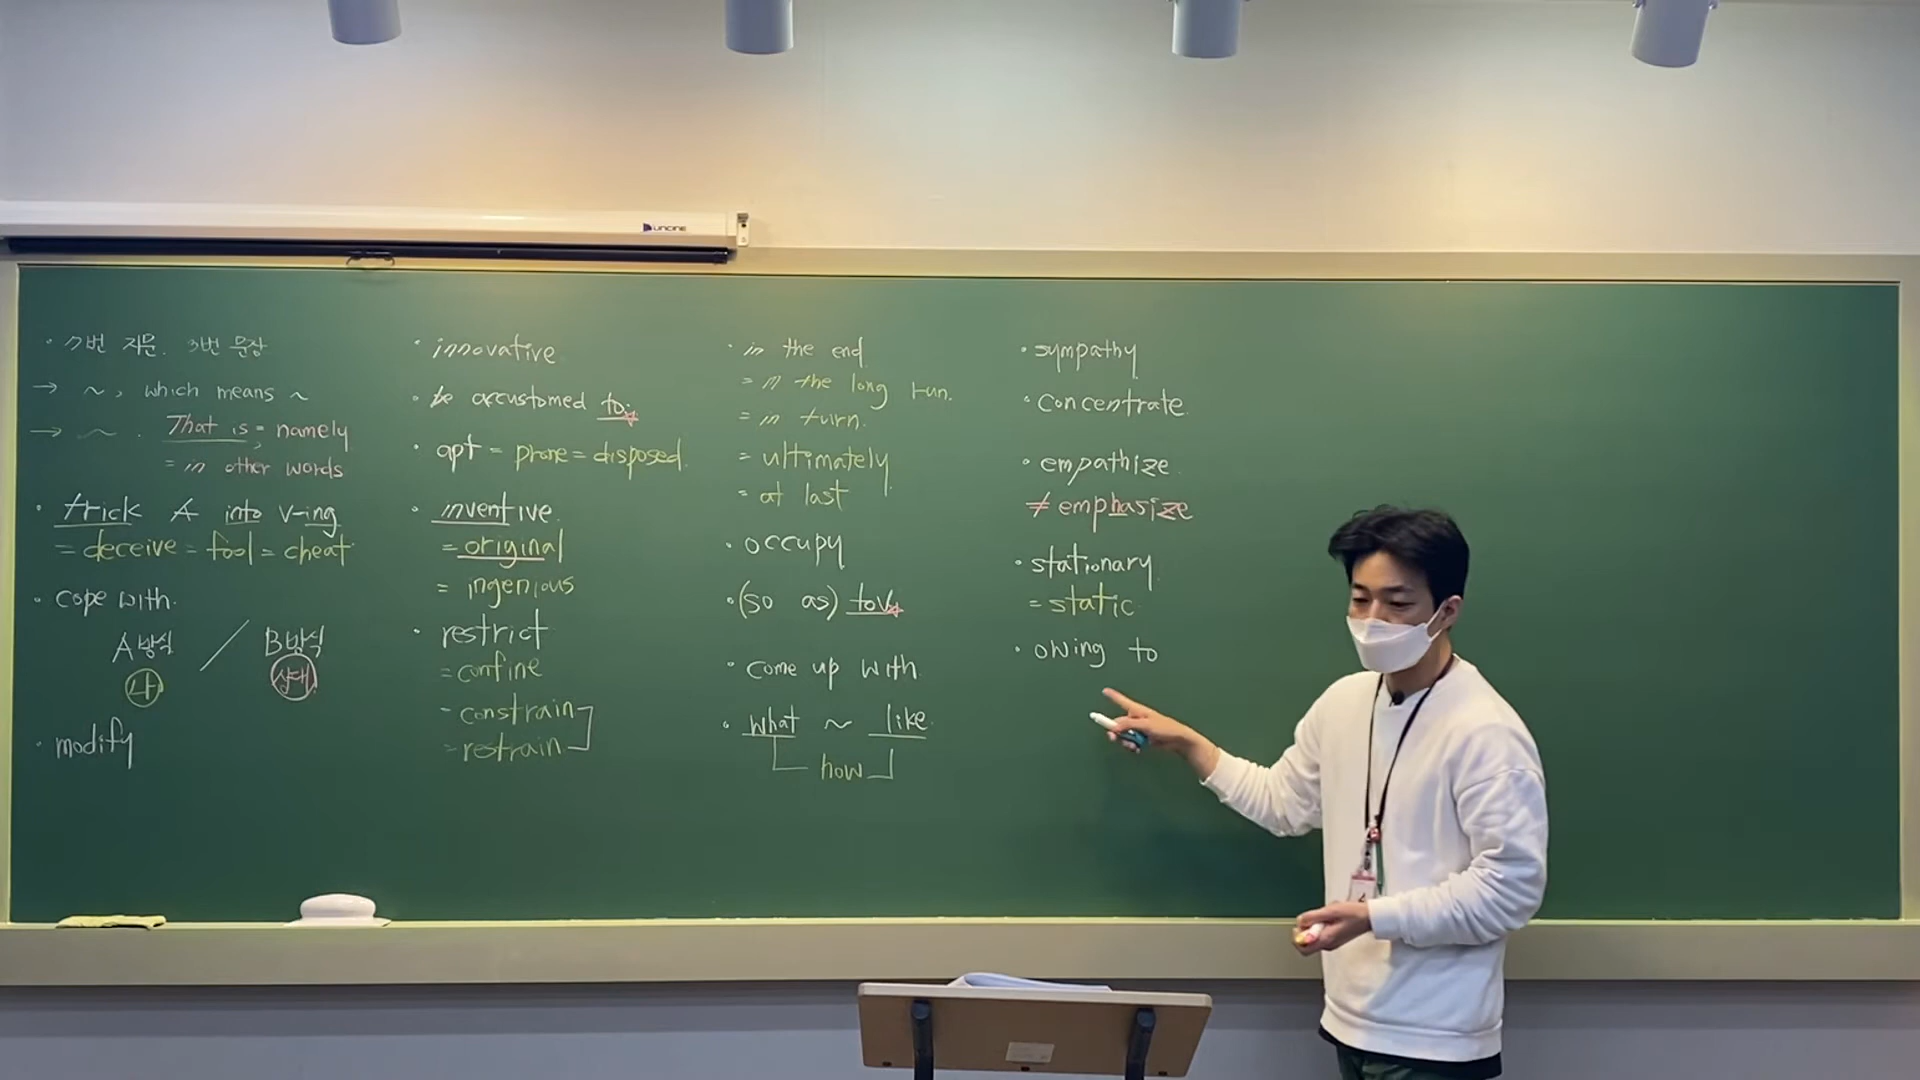 · 7번 지문. 3번 문장
→ ~, which means ~
→ ~. That is, = namely
= in other words
· trick A into v-ing
= deceive = fool = cheat
· cope with.
A방식 / B방식
나 상대
· modify
· innovative
· be accustomed to
· apt = prone = disposed.
· inventive.
= original
= ingenious
· restrict
= confine
= constrain
= restrain
· in the end
= in the long run.
= in turn.
= ultimately
= at last
· occupy
· (so as) to V
· come up with
· what ~ like.
how
· sympathy
· concentrate
· empathize
≠ emphasize
· stationary
= static
· owing to
UNCINE